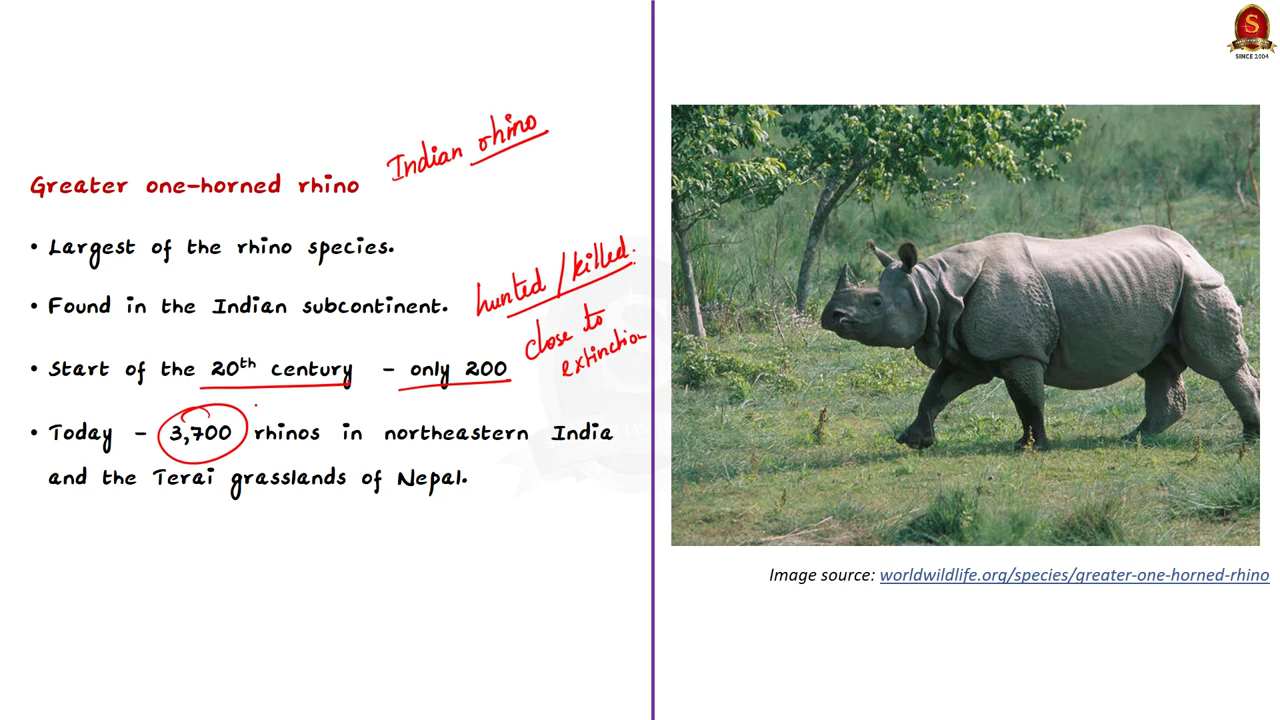 Greater one-horned rhino
Indian rhino
• Largest of the rhino species.
• Found in the Indian subcontinent.
hunted / killed.
close to
extinction
• Start of the 20th century - only 200
• Today - 3,700 rhinos in northeastern India
and the Terai grasslands of Nepal.
S
SINCE 2004
Image source: worldwildlife.org/species/greater-one-horned-rhino